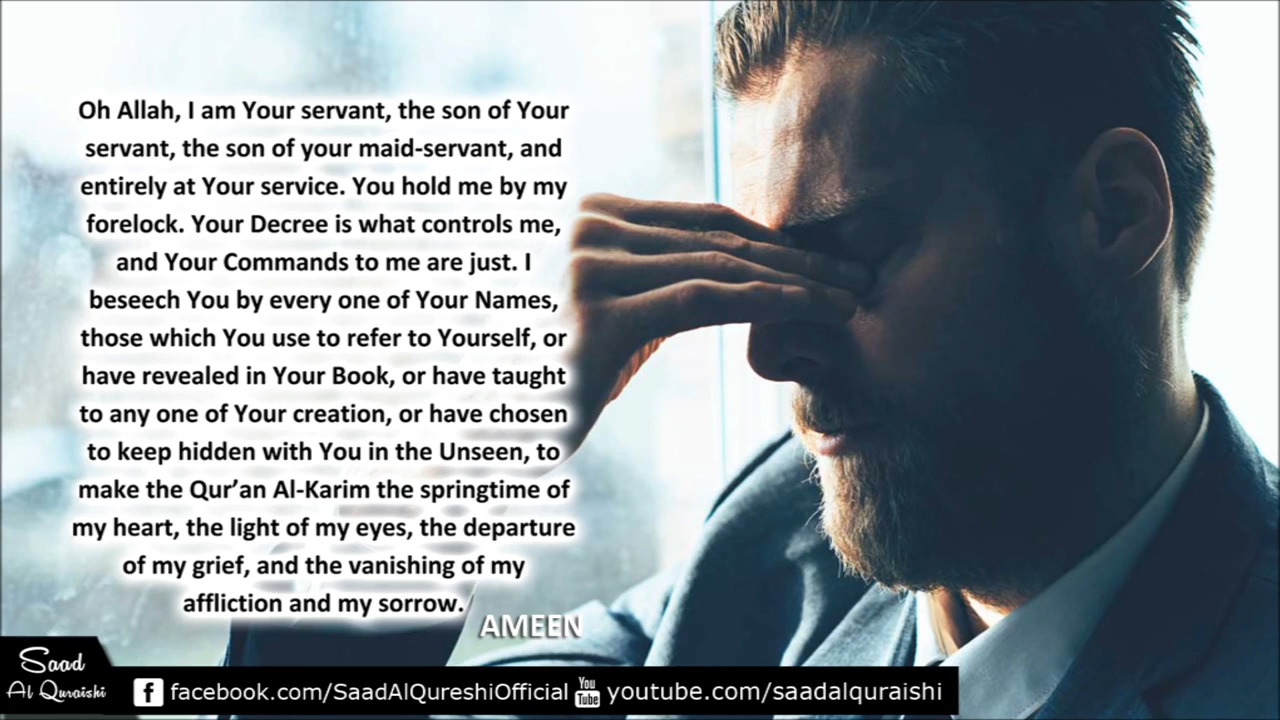 Oh Allah, I am Your servant, the son of Your
servant, the son of your maid-servant, and
entirely at Your service. You hold me by my
forelock. Your Decree is what controls me,
and Your Commands to me are just. I
beseech You by every one of Your Names,
those which You use to refer to Yourself, or
have revealed in Your Book, or have taught
to any one of Your creation, or have chosen
to keep hidden with You in the Unseen, to
make the Qur’an Al-Karim the springtime of
my heart, the light of my eyes, the departure
of my grief, and the vanishing of my
affliction and my sorrow.
AMEEN
Saad
Al Quraishi
f facebook.com/SaadAlQureshiOfficial You Tube youtube.com/saadalquraishi